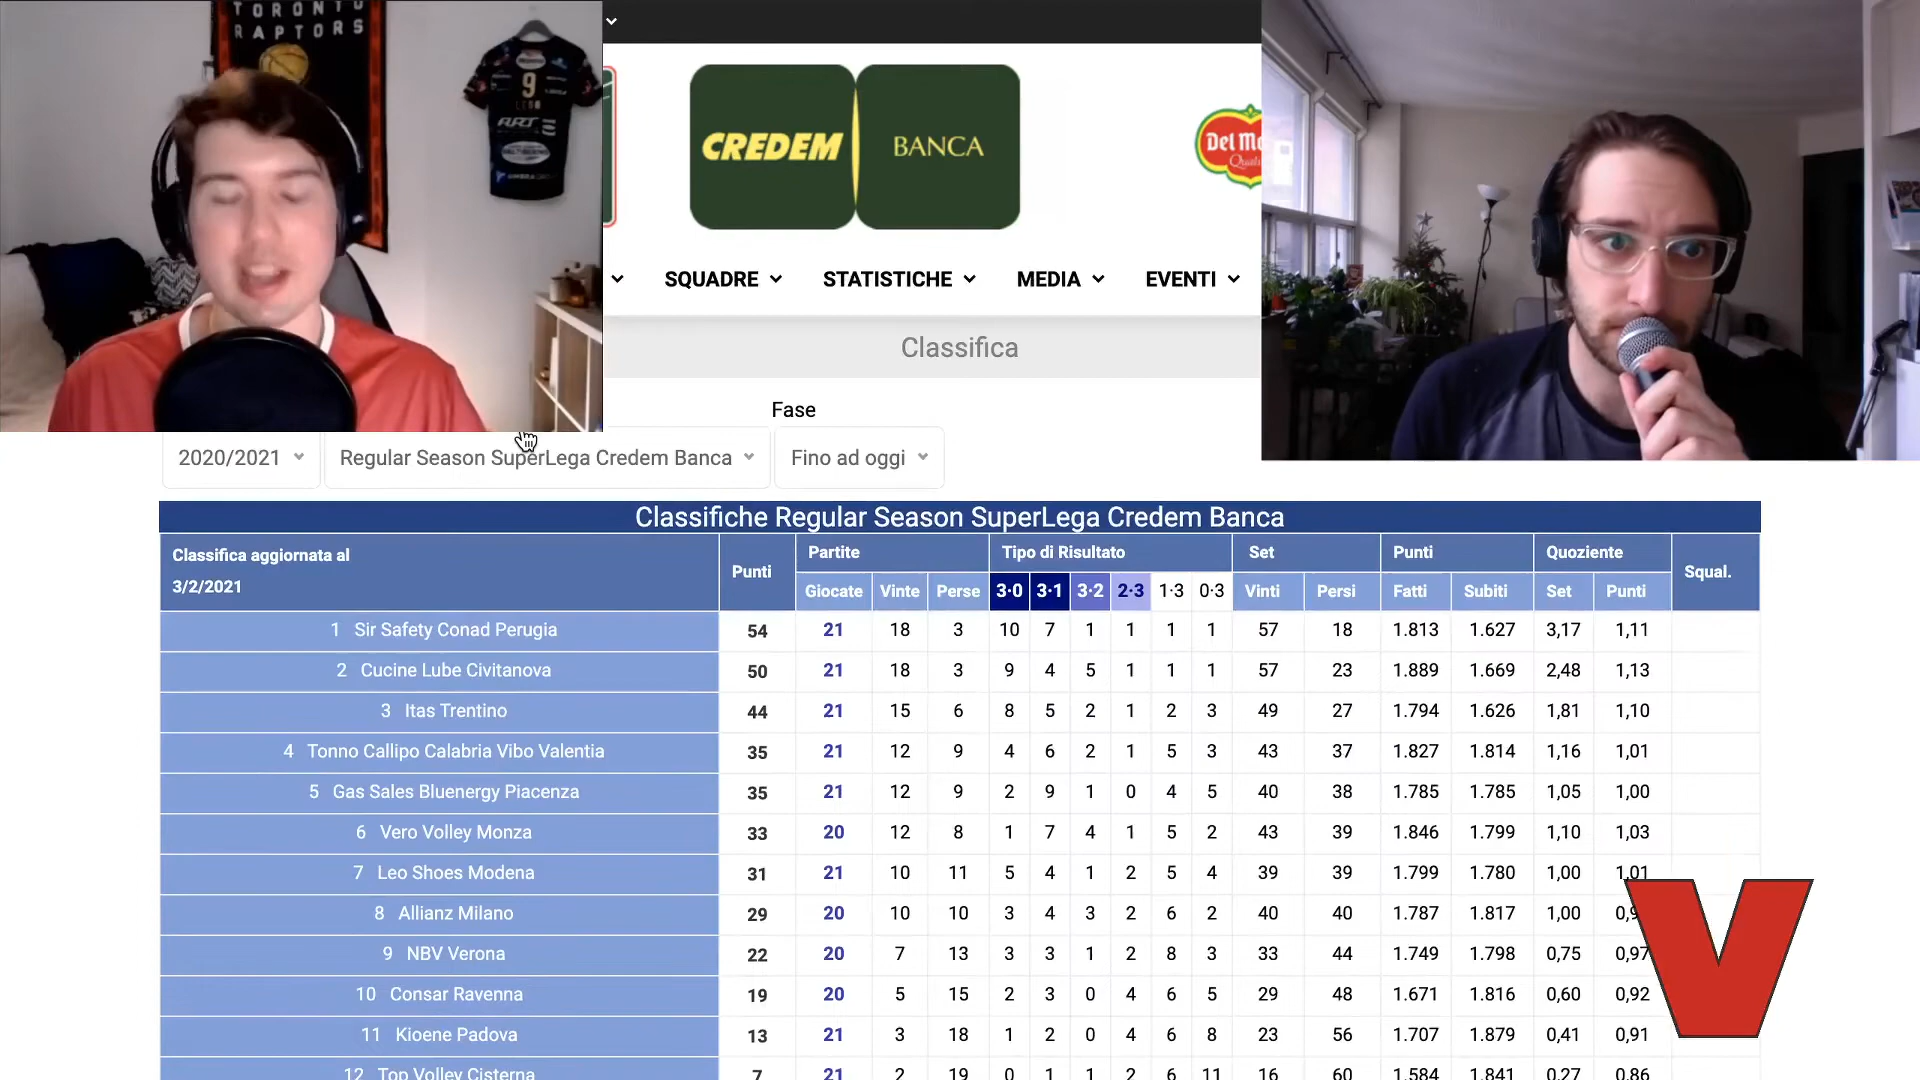 TORONTO
RAPTORS
9
LEON
ART
CREDEM
BANCA
Del Mo
Quali
SQUADRE
STATISTICHE
MEDIA
EVENTI
Classifica
Fase
2020/2021
Regular Season SuperLega Credem Banca
Fino ad oggi
Classifiche Regular Season SuperLega Credem Banca
Classifica aggiornata al
3/2/2021
Punti
Partite
Tipo di Risultato
Set
Punti
Quoziente
Squal.
Giocate Vinte Perse 3·0 3·1 3·2 2·3 1·3 0·3 Vinti Persi Fatti Subiti Set Punti
1 Sir Safety Conad Perugia 54 21 18 3 10 7 1 1 1 1 57 18 1.813 1.627 3,17 1,11
2 Cucine Lube Civitanova 50 21 18 3 9 4 5 1 1 1 57 23 1.889 1.669 2,48 1,13
3 Itas Trentino 44 21 15 6 8 5 2 1 2 3 49 27 1.794 1.626 1,81 1,10
4 Tonno Callipo Calabria Vibo Valentia 35 21 12 9 4 6 2 1 5 3 43 37 1.827 1.814 1,16 1,01
5 Gas Sales Bluenergy Piacenza 35 21 12 9 2 9 1 0 4 5 40 38 1.785 1.785 1,05 1,00
6 Vero Volley Monza 33 20 12 8 1 7 4 1 5 2 43 39 1.846 1.799 1,10 1,03
7 Leo Shoes Modena 31 21 10 11 5 4 1 2 5 4 39 39 1.799 1.780 1,00 1,01
8 Allianz Milano 29 20 10 10 3 4 3 2 6 2 40 40 1.787 1.817 1,00 0,9
9 NBV Verona 22 20 7 13 3 3 1 2 8 3 33 44 1.749 1.798 0,75 0,97
10 Consar Ravenna 19 20 5 15 2 3 0 4 6 5 29 48 1.671 1.816 0,60 0,92
11 Kioene Padova 13 21 3 18 1 2 0 4 6 8 23 56 1.707 1.879 0,41 0,91
12 Top Volley Cisterna 7 21 2 19 0 1 1 2 6 11 16 60 1.584 1.841 0,27 0,86
V